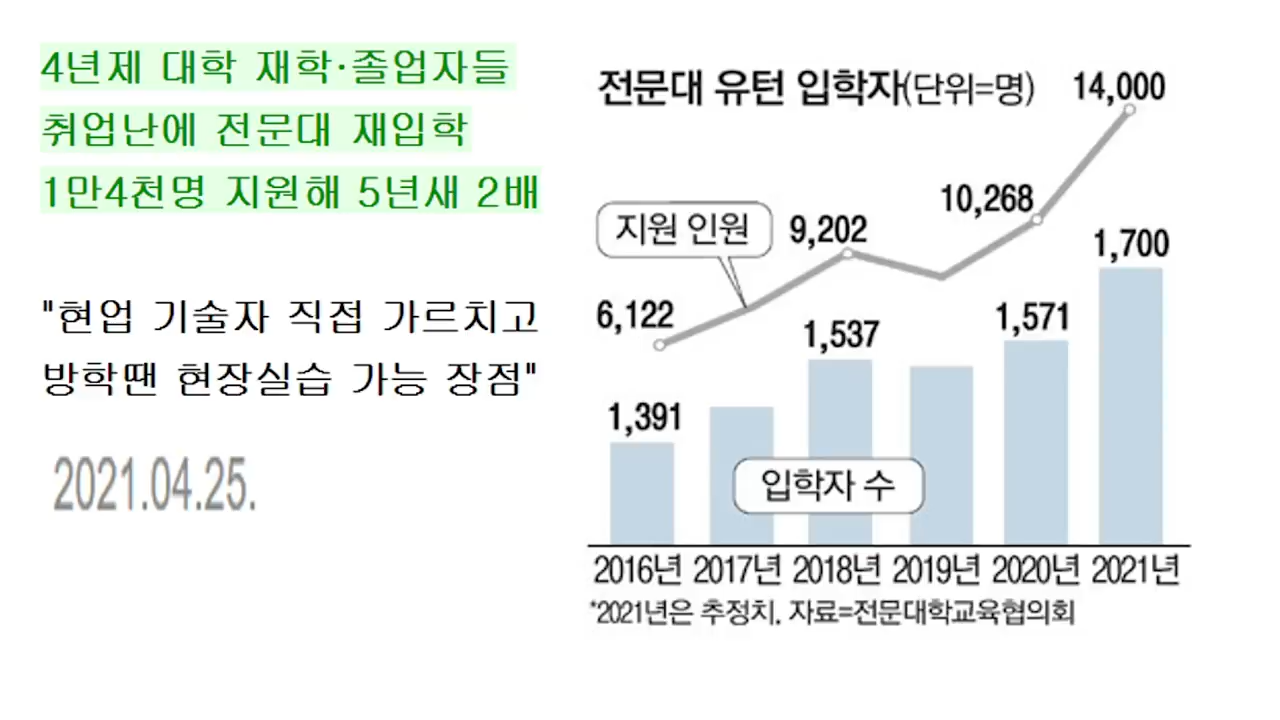 4년제 대학 재학·졸업자들
취업난에 전문대 재입학
1만4천명 지원해 5년새 2배
"현업 기술자 직접 가르치고
방학땐 현장실습 가능 장점"
2021.04.25.
전문대 유턴 입학자(단위=명)
14,000
10,268
지원 인원
9,202
1,700
6,122
1,537
1,571
1,391
입학자 수
2016년 2017년 2018년 2019년 2020년 2021년
*2021년은 추정치, 자료=전문대학교육협의회